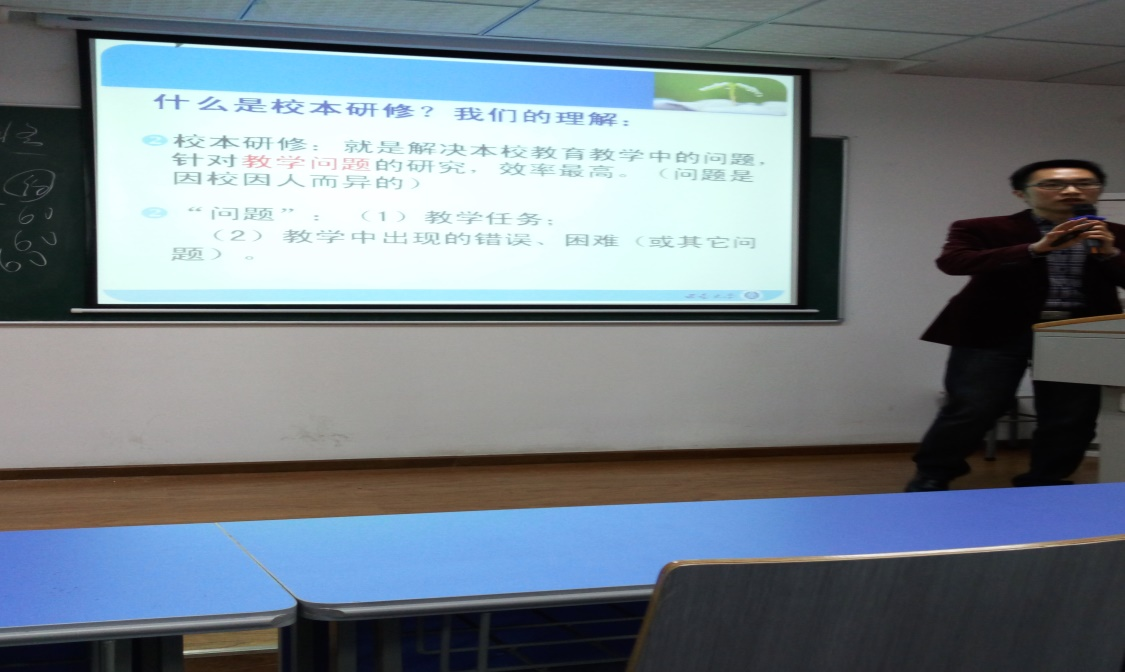 什么是校本研修？我们的理解：
校本研修：就是解决本校教育教学中的问题，
针对教学问题的研究，效率最高。（问题是
因校因人而异的）
“问题”：（1）教学任务；
（2）教学中出现的错误、困难（或其它问
题）。
60
60
60